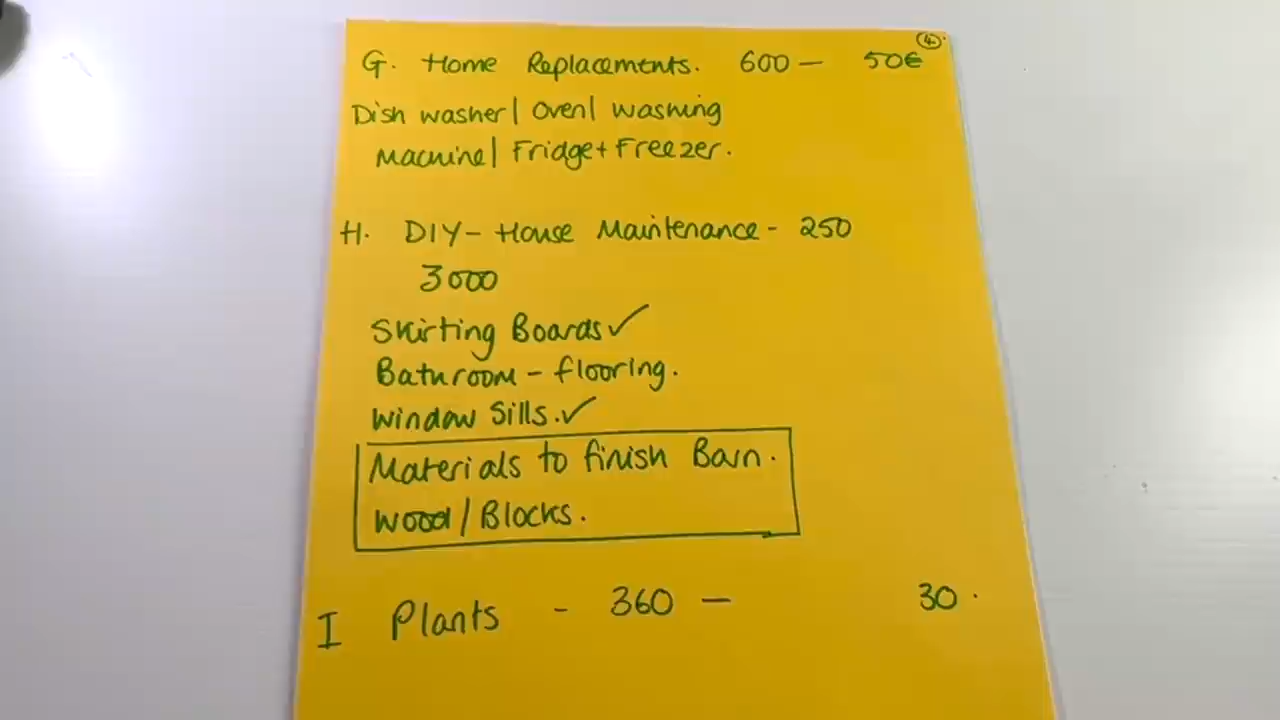 ④
G. Home Replacements. 600 — 50€
Dish washer| Oven| washing
Machine| Fridge+Freezer.
H. DIY- House Maintenance - 250
3000
Skirting Boards ✓
Bathroom - flooring.
Window Sills. ✓
Materials to finish Barn.
Wood / Blocks.
I Plants - 360 — 30.